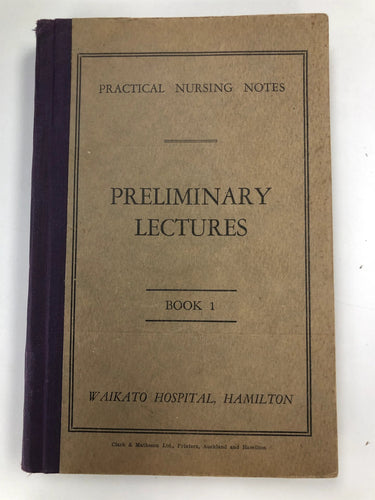 PRACTICAL NURSING NOTES
PRELIMINARY
LECTURES
BOOK 1
WAIKATO HOSPITAL, HAMILTON
Clark & Matheson Ltd., Printers, Auckland and Hamilton